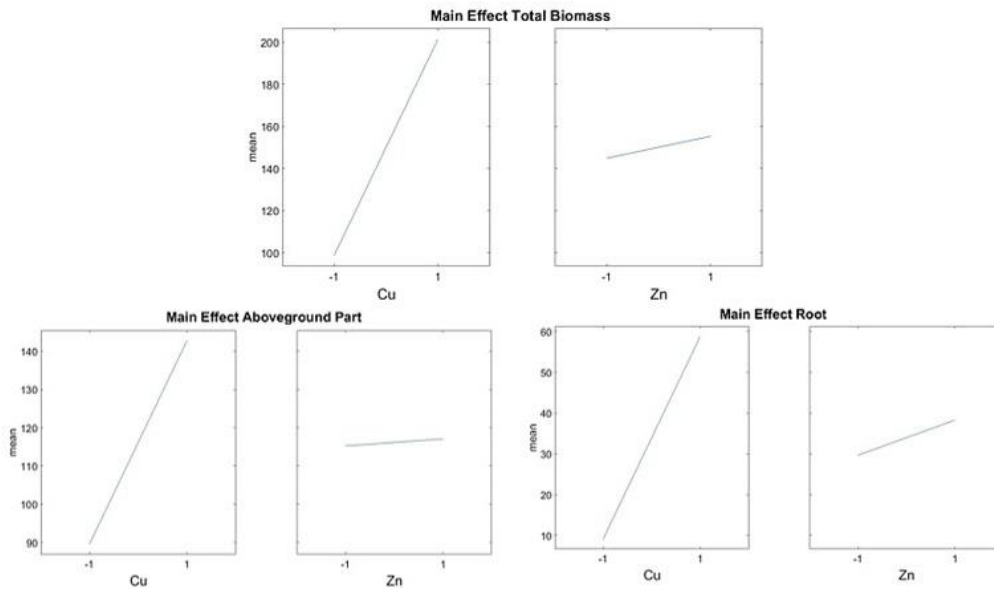 Main Effect Total Biomass
200
180
160
140
120
100
mean
-1
1
Cu
-1
1
Zn
Main Effect Aboveground Part
140
130
120
110
100
90
mean
-1
1
Cu
-1
1
Zn
Main Effect Root
60
50
40
30
20
10
mean
-1
1
Cu
-1
1
Zn